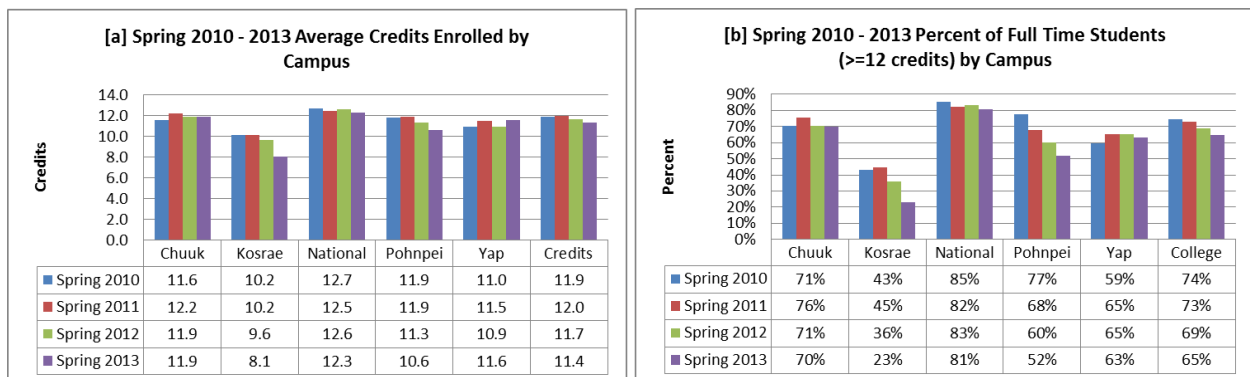 [a] Spring 2010 - 2013 Average Credits Enrolled by
Campus
14.0
12.0
10.0
8.0
6.0
4.0
2.0
0.0
Credits
Chuuk Kosrae National Pohnpei Yap Credits
Spring 2010 11.6 10.2 12.7 11.9 11.0 11.9
Spring 2011 12.2 10.2 12.5 11.9 11.5 12.0
Spring 2012 11.9 9.6 12.6 11.3 10.9 11.7
Spring 2013 11.9 8.1 12.3 10.6 11.6 11.4
[b] Spring 2010 - 2013 Percent of Full Time Students
(>=12 credits) by Campus
90%
80%
70%
60%
50%
40%
30%
20%
10%
0%
Percent
Chuuk Kosrae National Pohnpei Yap College
Spring 2010 71% 43% 85% 77% 59% 74%
Spring 2011 76% 45% 82% 68% 65% 73%
Spring 2012 71% 36% 83% 60% 65% 69%
Spring 2013 70% 23% 81% 52% 63% 65%